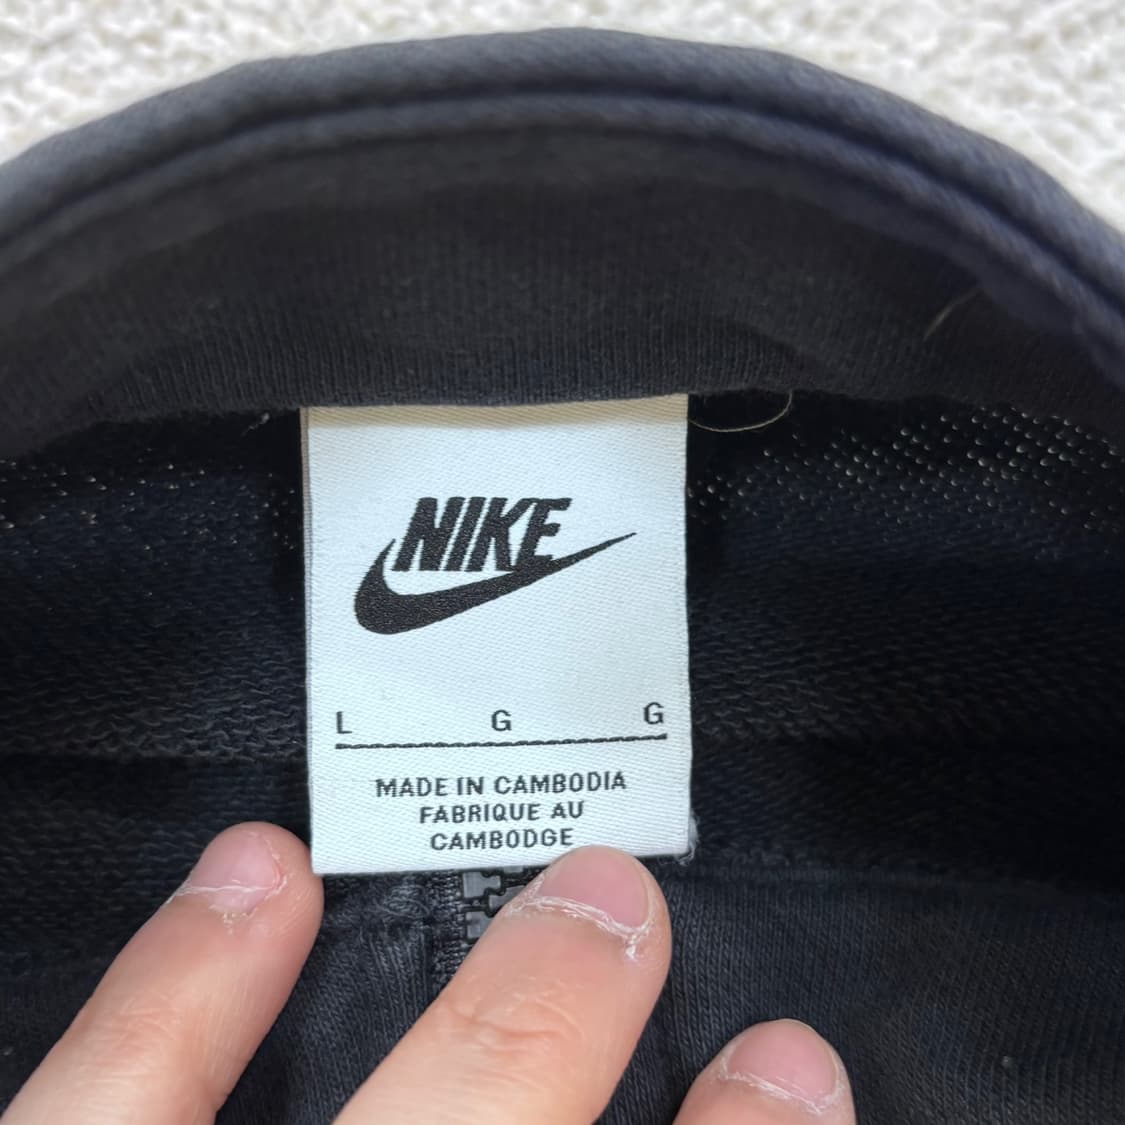 NIKE
L G G
MADE IN CAMBODIA
FABRIQUE AU
CAMBODGE